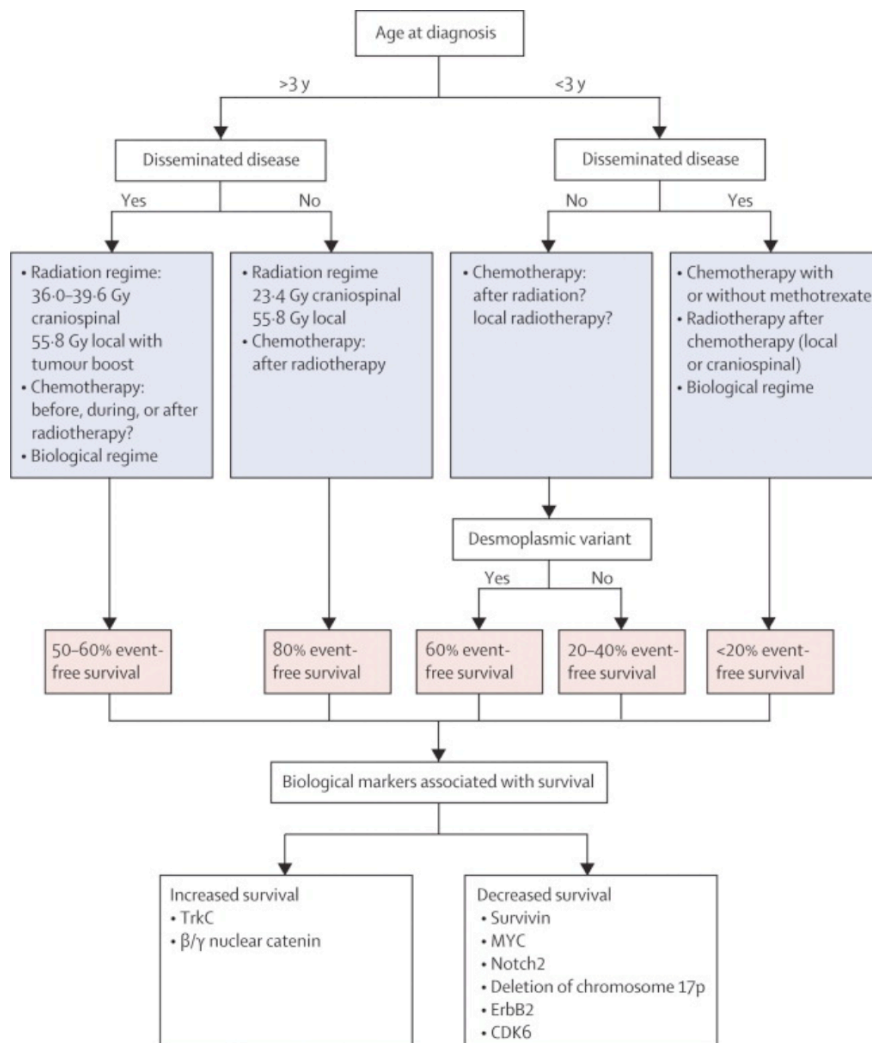 Age at diagnosis
>3 y
<3 y
Disseminated disease
Disseminated disease
Yes
No
No
Yes
• Radiation regime:
36·0–39·6 Gy
craniospinal
55·8 Gy local with
tumour boost
• Chemotherapy:
before, during, or after
radiotherapy?
• Biological regime
• Radiation regime
23·4 Gy craniospinal
55·8 Gy local
• Chemotherapy:
after radiotherapy
• Chemotherapy:
after radiation?
local radiotherapy?
• Chemotherapy with
or without methotrexate
• Radiotherapy after
chemotherapy (local
or craniospinal)
• Biological regime
Desmoplasmic variant
Yes
No
50–60% event-
free survival
80% event-
free survival
60% event-
free survival
20–40% event-
free survival
<20% event-
free survival
Biological markers associated with survival
Increased survival
• TrkC
• β/γ nuclear catenin
Decreased survival
• Survivin
• MYC
• Notch2
• Deletion of chromosome 17p
• ErbB2
• CDK6